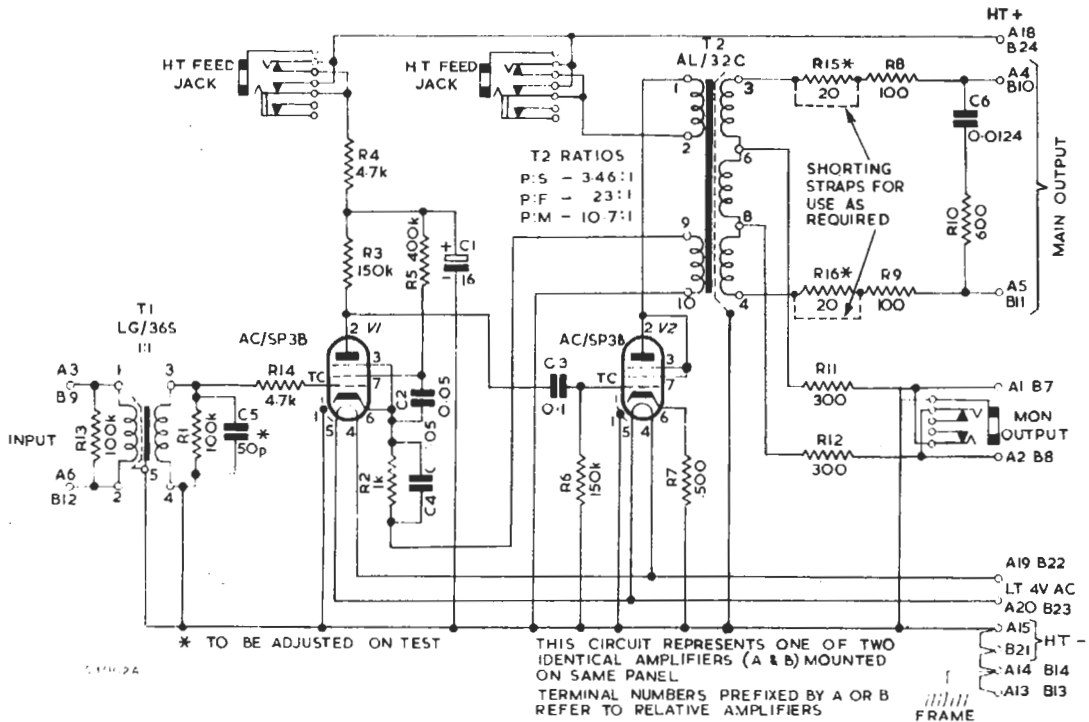 HT +
A18
B24
HT FEED
JACK
HT FEED
JACK
T2
AL/32C
1
2
3
6
8
4
9
10
R15*
20
R8
100
A4
B10
C6
0·0124
R4
4·7k
T2 RATIOS
P:S - 3·46:1
P:F - 23:1
P:M - 10·7:1
SHORTING
STRAPS FOR
USE AS
REQUIRED
R10
600
MAIN OUTPUT
R3
150k
R5 400k
+
C1
-
16
R16*
20
R9
100
A5
B11
T1
LG/36S
1:1
AC/SP3B
2
V1
AC/SP3B
2
V2
A3
B9
1
3
R14
4·7k
TC
3
7
1
5
4
6
C2
0.05
C3
0·1
TC
3
7
1
5
4
6
R11
300
A1 B7
INPUT
R13
100k
R1
100k
C5
*
50p
5
MON
OUTPUT
R12
300
A2 B8
A6
B12
2
4
R2
1k
C4
R6
150k
R7
500
A19 B22
LT 4V AC
A20 B23
A15
B21
HT -
A14 B14
A13 B13
FRAME
* TO BE ADJUSTED ON TEST
THIS CIRCUIT REPRESENTS ONE OF TWO
IDENTICAL AMPLIFIERS (A & B) MOUNTED
ON SAME PANEL
TERMINAL NUMBERS PREFIXED BY A OR B
REFER TO RELATIVE AMPLIFIERS